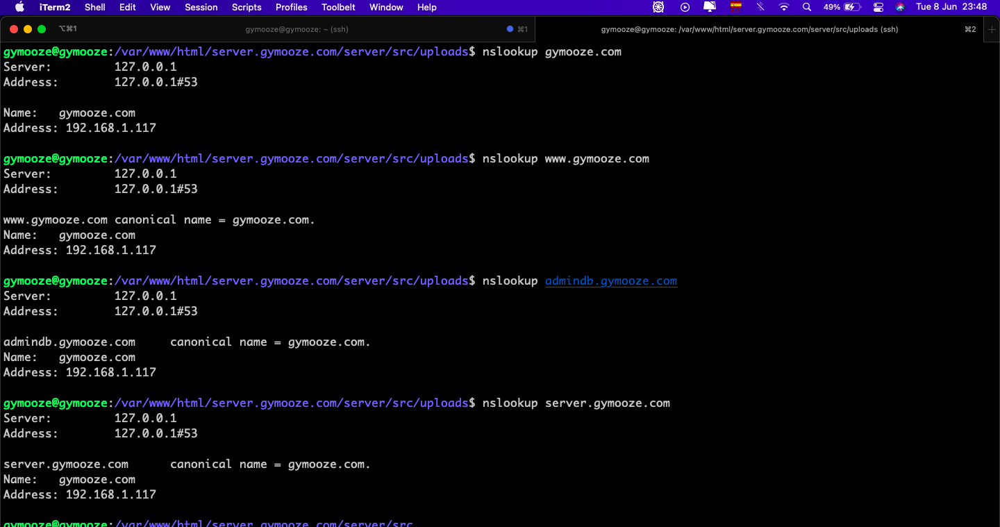 iTerm2 Shell Edit View Session Scripts Profiles Toolbelt Window Help 49% Tue 8 Jun 23:48
⌥⌘1 gymooze@gymooze: ~ (ssh) ⌘1 gymooze@gymooze: /var/www/html/server.gymooze.com/server/src/uploads (ssh) ⌘2
gymooze@gymooze:/var/www/html/server.gymooze.com/server/src/uploads$ nslookup gymooze.com
Server: 127.0.0.1
Address: 127.0.0.1#53
Name: gymooze.com
Address: 192.168.1.117
gymooze@gymooze:/var/www/html/server.gymooze.com/server/src/uploads$ nslookup www.gymooze.com
Server: 127.0.0.1
Address: 127.0.0.1#53
www.gymooze.com canonical name = gymooze.com.
Name: gymooze.com
Address: 192.168.1.117
gymooze@gymooze:/var/www/html/server.gymooze.com/server/src/uploads$ nslookup admindb.gymooze.com
Server: 127.0.0.1
Address: 127.0.0.1#53
admindb.gymooze.com canonical name = gymooze.com.
Name: gymooze.com
Address: 192.168.1.117
gymooze@gymooze:/var/www/html/server.gymooze.com/server/src/uploads$ nslookup server.gymooze.com
Server: 127.0.0.1
Address: 127.0.0.1#53
server.gymooze.com canonical name = gymooze.com.
Name: gymooze.com
Address: 192.168.1.117
gymooze@gymooze:/var/www/html/server.gymooze.com/server/src